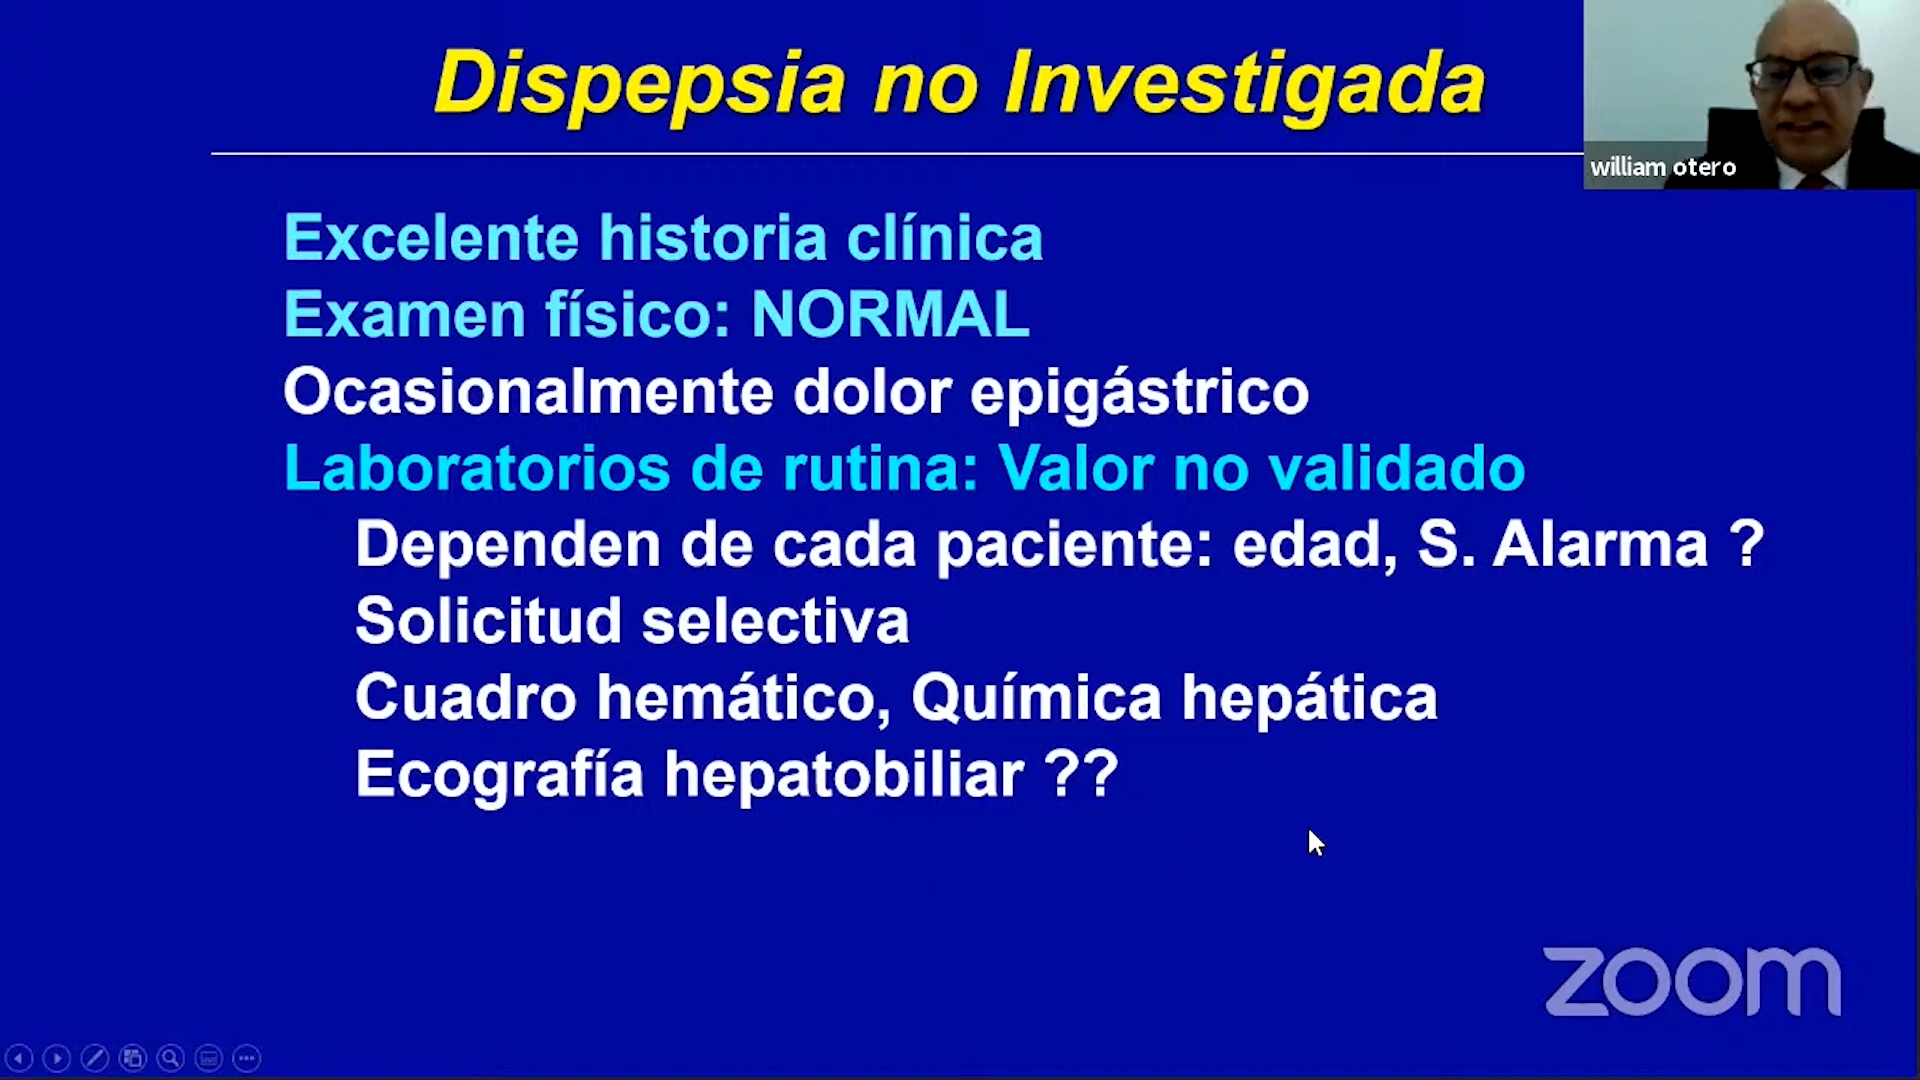 Dispepsia no Investigada
william otero
Excelente historia clínica
Examen físico: NORMAL
Ocasionalmente dolor epigástrico
Laboratorios de rutina: Valor no validado
Dependen de cada paciente: edad, S. Alarma ?
Solicitud selectiva
Cuadro hemático, Química hepática
Ecografía hepatobiliar ??
zoom